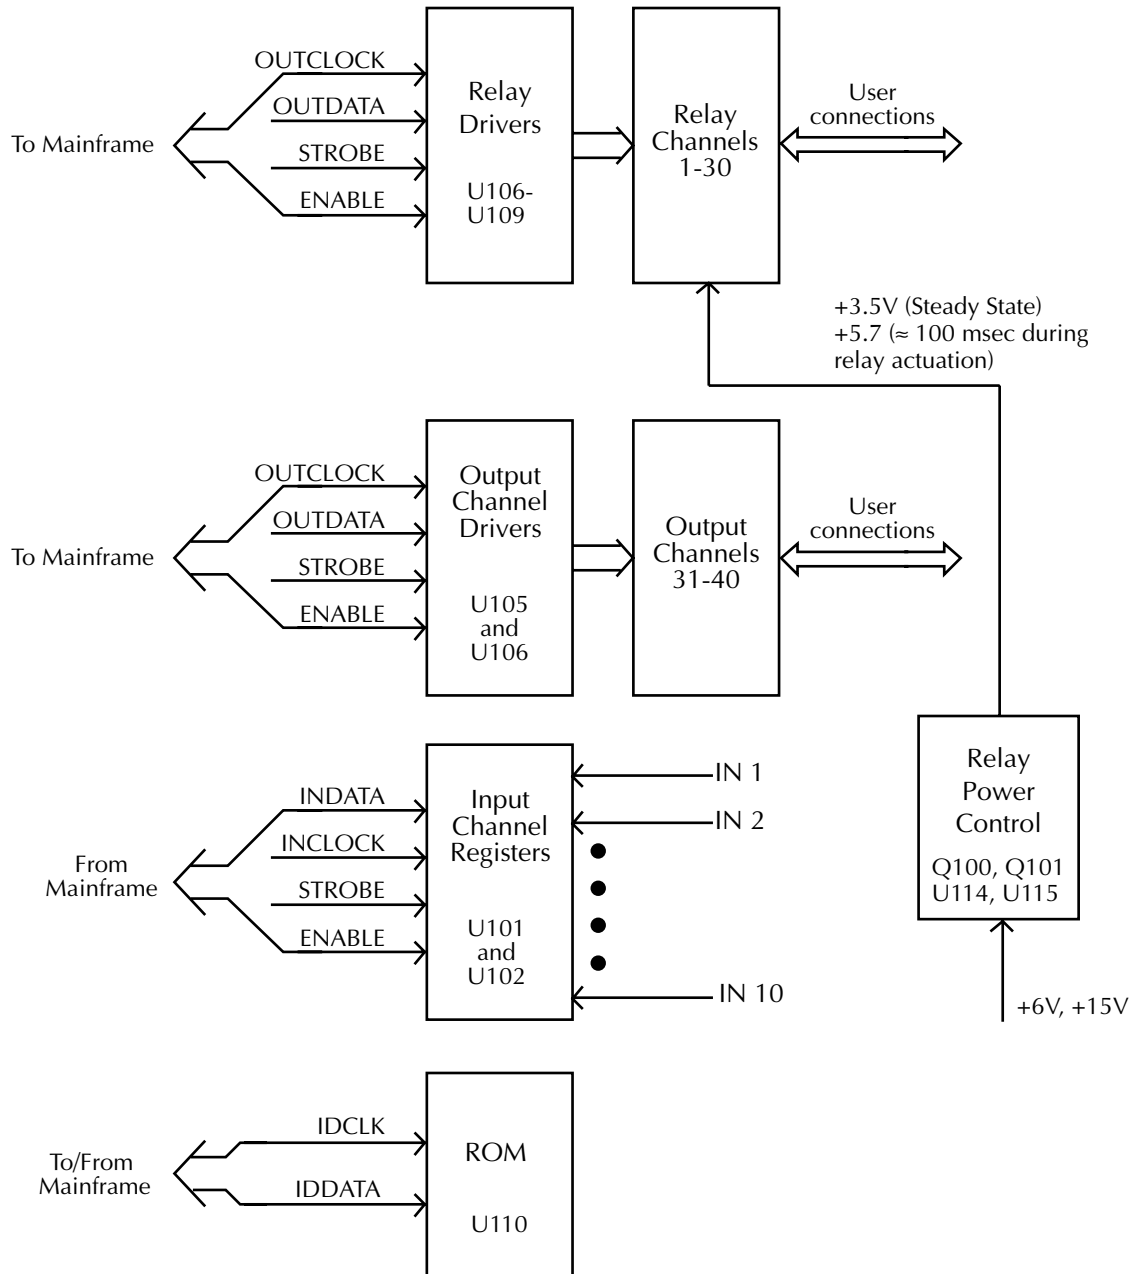 OUTCLOCK
OUTDATA
STROBE
ENABLE
To Mainframe
Relay
Drivers
U106-
U109
Relay
Channels
1-30
User
connections
+3.5V (Steady State)
+5.7 (≈ 100 msec during
relay actuation)
OUTCLOCK
OUTDATA
STROBE
ENABLE
To Mainframe
Output
Channel
Drivers
U105
and
U106
Output
Channels
31-40
User
connections
INDATA
INCLOCK
STROBE
ENABLE
From
Mainframe
Input
Channel
Registers
U101
and
U102
IN 1
IN 2
IN 10
Relay
Power
Control
Q100, Q101
U114, U115
+6V, +15V
IDCLK
IDDATA
To/From
Mainframe
ROM
U110